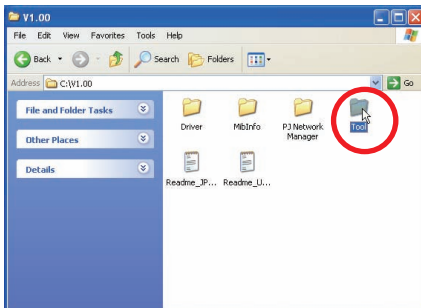 V1.00
File Edit View Favorites Tools Help
Back Search Folders
Address C:\V1.00 Go
File and Folder Tasks
Other Places
Details
Driver MibInfo PJ Network Manager Tool
Readme_JP... Readme_U...